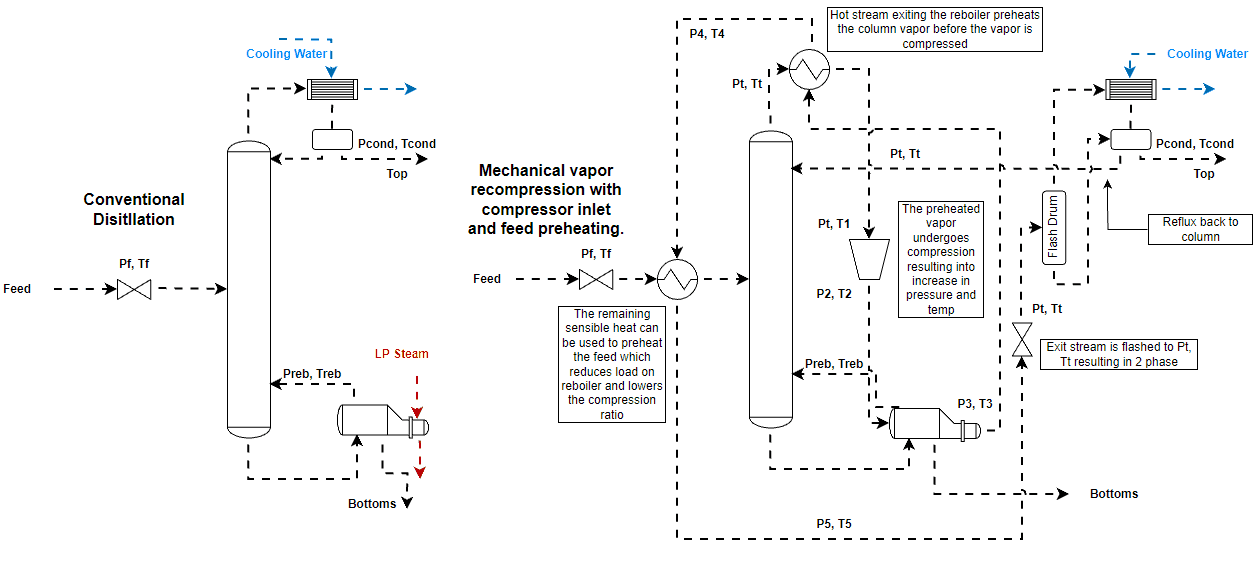 Cooling Water
Pcond, Tcond
Top
Conventional
Disitllation
Pf, Tf
Feed
LP Steam
Preb, Treb
Bottoms
Mechanical vapor
recompression with
compressor inlet
and feed preheating.
P4, T4
Hot stream exiting the reboiler preheats
the column vapor before the vapor is
compressed
Pt, Tt
Cooling Water
Pcond, Tcond
Top
Pt, Tt
Pt, T1
The preheated
vapor
undergoes
compression
resulting into
increase in
pressure and
temp
Flash Drum
Reflux back to
column
Pf, Tf
Feed
P2, T2
The remaining
sensible heat can
be used to preheat
the feed which
reduces load on
reboiler and lowers
the compression
ratio
Pt, Tt
Exit stream is flashed to Pt,
Tt resulting in 2 phase
Preb, Treb
P3, T3
Bottoms
P5, T5